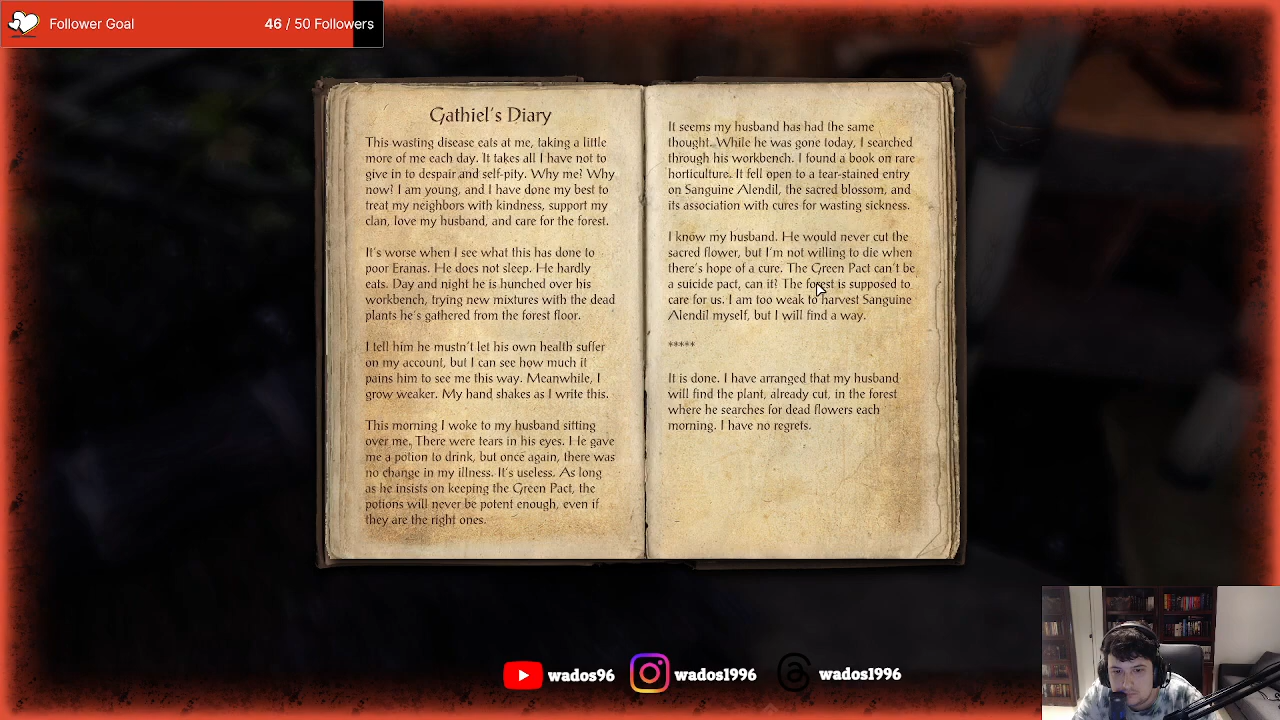 Follower Goal
46 / 50 Followers
Gathiel's Diary
This wasting disease eats at me, taking a little
more of me each day. It takes all I have not to
give in to despair and self-pity. Why me? Why
now? I am young, and I have done my best to
treat my neighbors with kindness, support my
clan, love my husband, and care for the forest.
It's worse when I see what this has done to
poor Eranas. He does not sleep. He hardly
eats. Day and night he is hunched over his
workbench, trying new mixtures with the dead
plants he's gathered from the forest floor.
I tell him he mustn't let his own health suffer
on my account, but I can see how much it
pains him to see me this way. Meanwhile, I
grow weaker. My hand shakes as I write this.
This morning I woke to my husband sitting
over me. There were tears in his eyes. He gave
me a potion to drink, but once again, there was
no change in my illness. It's useless. As long
as he insists on keeping the Green Pact, the
potions will never be potent enough, even if
they are the right ones.
It seems my husband has had the same
thought. While he was gone today, I searched
through his workbench. I found a book on rare
horticulture. It fell open to a tear-stained entry
on Sanguine Alendil, the sacred blossom, and
its association with cures for wasting sickness.
I know my husband. He would never cut the
sacred flower, but I'm not willing to die when
there's hope of a cure. The Green Pact can't be
a suicide pact, can it? The forest is supposed to
care for us. I am too weak to harvest Sanguine
Alendil myself, but I will find a way.
*****
It is done. I have arranged that my husband
will find the plant, already cut, in the forest
where he searches for dead flowers each
morning. I have no regrets.
wados96
wados1996
wados1996